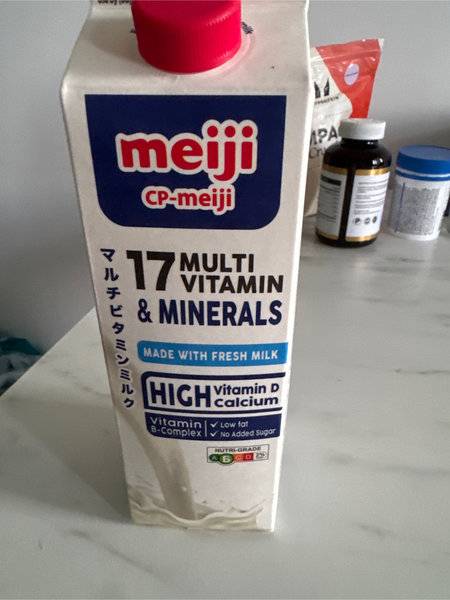 meiji
CP-meiji
マルチビタミンミルク
17 MULTI
VITAMIN
& MINERALS
MADE WITH FRESH MILK
HIGH Vitamin D
Calcium
Vitamin
B-Complex
✓ Low fat
✓ No Added Sugar
NUTRI-GRADE
A B C D